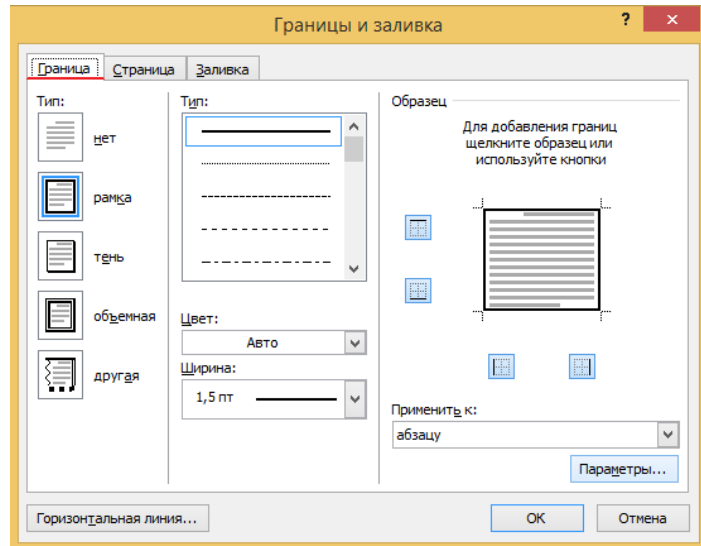 Границы и заливка
?
×
Граница
Страница
Заливка
Тип:
нет
рамка
тень
объемная
другая
Тип:
Цвет:
Авто
Ширина:
1,5 пт
Образец
Для добавления границ
щелкните образец или
используйте кнопки
Применить к:
абзацу
Параметры...
Горизонтальная линия...
ОК
Отмена